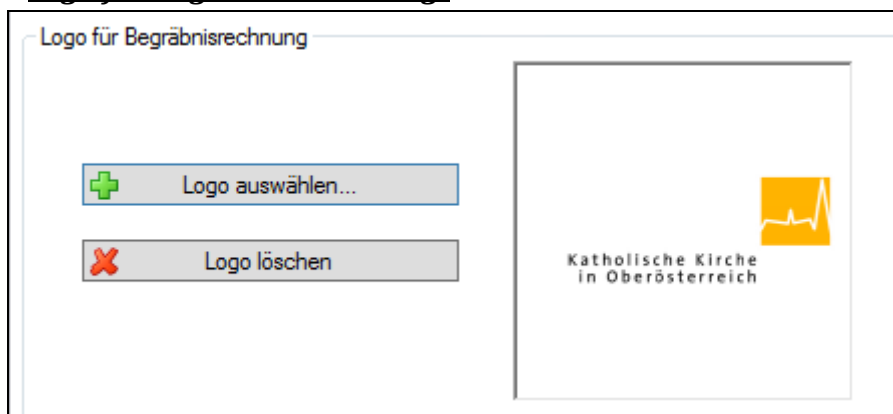 Logo für Begräbnisrechnung
Logo auswählen...
Logo löschen
Katholische Kirche
in Oberösterreich